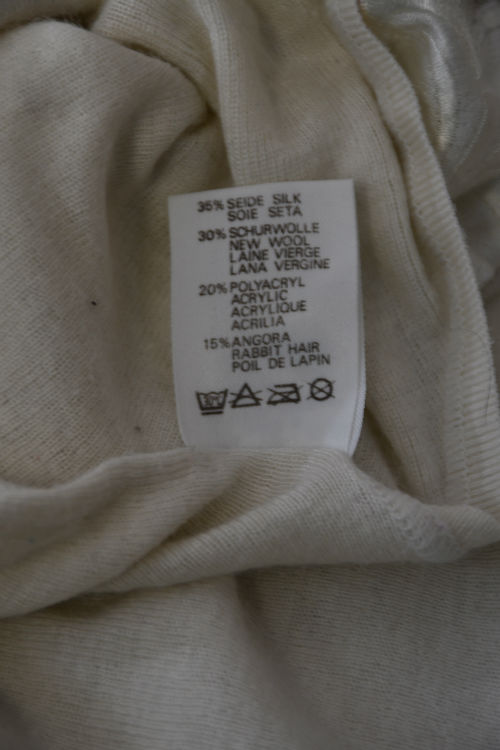 35% SEIDE SILK
SOIE SETA
30% SCHURWOLLE
NEW WOOL
LAINE VIERGE
LANA VERGINE
20% POLYACRYL
ACRYLIC
ACRYLIQUE
ACRILIA
15% ANGORA
RABBIT HAIR
POIL DE LAPIN